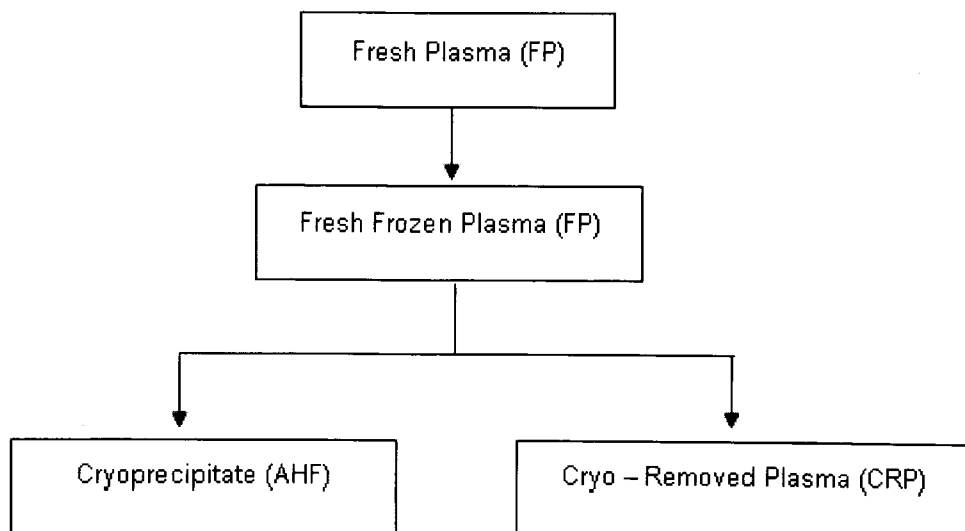 Fresh Plasma (FP)
Fresh Frozen Plasma (FP)
Cryoprecipitate (AHF)
Cryo – Removed Plasma (CRP)